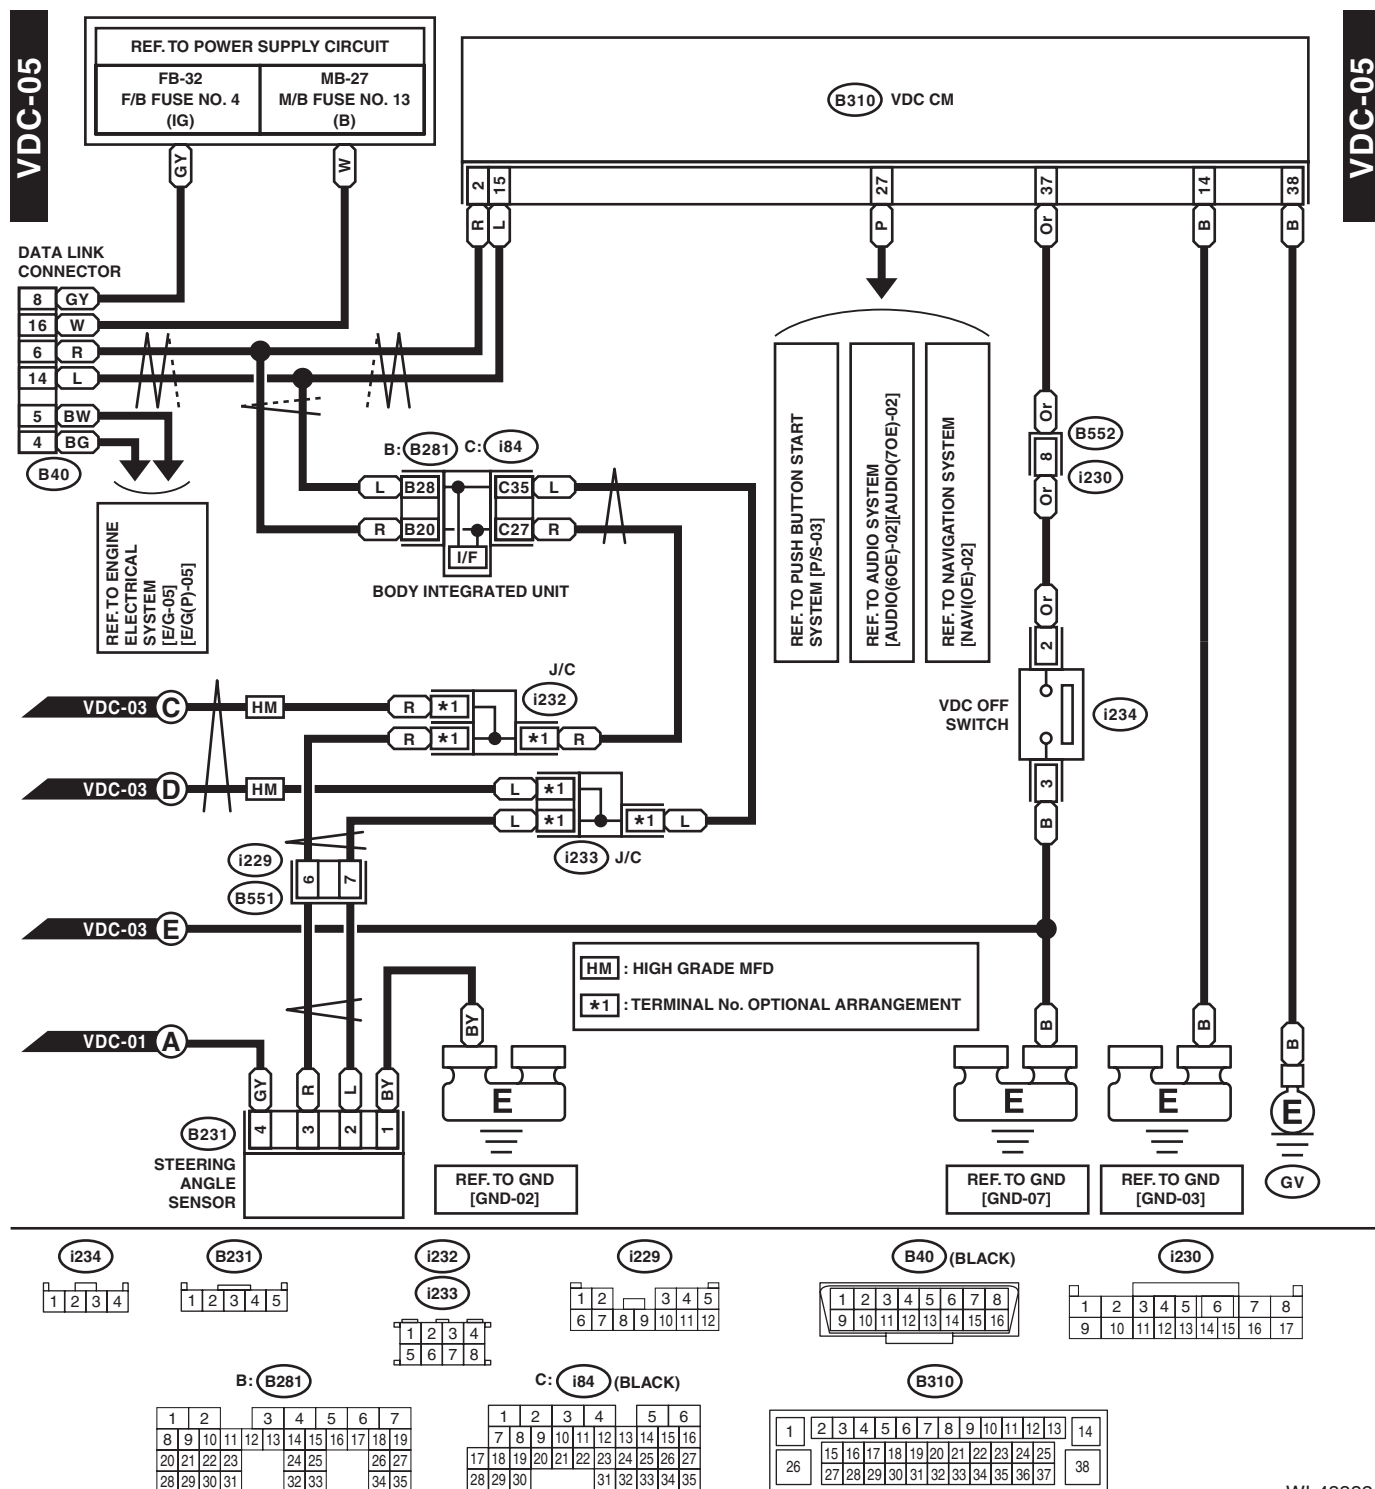 VDC-05
VDC-05
REF. TO POWER SUPPLY CIRCUIT
FB-32
F/B FUSE NO. 4
(IG)
MB-27
M/B FUSE NO. 13
(B)
B310 VDC CM
GY
W
2
15
27
37
14
38
R
L
P
Or
B
B
DATA LINK
CONNECTOR
8 GY
16 W
6 R
14 L
5 BW
4 BG
B40
REF. TO ENGINE
ELECTRICAL
SYSTEM
[E/G-05]
[E/G(P)-05]
B: B281 C: i84
L B28 C35 L
R B20 C27 R
I/F
BODY INTEGRATED UNIT
REF. TO PUSH BUTTON START
SYSTEM [P/S-03]
REF. TO AUDIO SYSTEM
[AUDIO(6OE)-02][AUDIO(7OE)-02]
REF. TO NAVIGATION SYSTEM
[NAVI(OE)-02]
Or
8
Or
B552
i230
Or
2
VDC OFF
SWITCH
i234
3
B
VDC-03 C HM R *1
J/C
i232
R *1 *1 R
VDC-03 D HM L *1
L *1 *1 L
i233 J/C
i229
B551
6 7
VDC-03 E
HM : HIGH GRADE MFD
*1 : TERMINAL No. OPTIONAL ARRANGEMENT
VDC-01 A
GY R L BY
BY
B
B
B
B231
4 3 2 1
STEERING
ANGLE
SENSOR
E
E
E
E
REF. TO GND
[GND-02]
REF. TO GND
[GND-07]
REF. TO GND
[GND-03]
GV
i234
1 2 3 4
B231
1 2 3 4 5
i232
i233
1 2 3 4
5 6 7 8
i229
1 2 3 4 5
6 7 8 9 10 11 12
B40 (BLACK)
1 2 3 4 5 6 7 8
9 10 11 12 13 14 15 16
i230
1 2 3 4 5 6 7 8
9 10 11 12 13 14 15 16 17
B: B281
1 2 3 4 5 6 7
8 9 10 11 12 13 14 15 16 17 18 19
20 21 22 23 24 25 26 27
28 29 30 31 32 33 34 35
C: i84 (BLACK)
1 2 3 4 5 6
7 8 9 10 11 12 13 14 15 16
17 18 19 20 21 22 23 24 25 26 27
28 29 30 31 32 33 34 35
B310
1 2 3 4 5 6 7 8 9 10 11 12 13 14
15 16 17 18 19 20 21 22 23 24 25
26 27 28 29 30 31 32 33 34 35 36 37 38